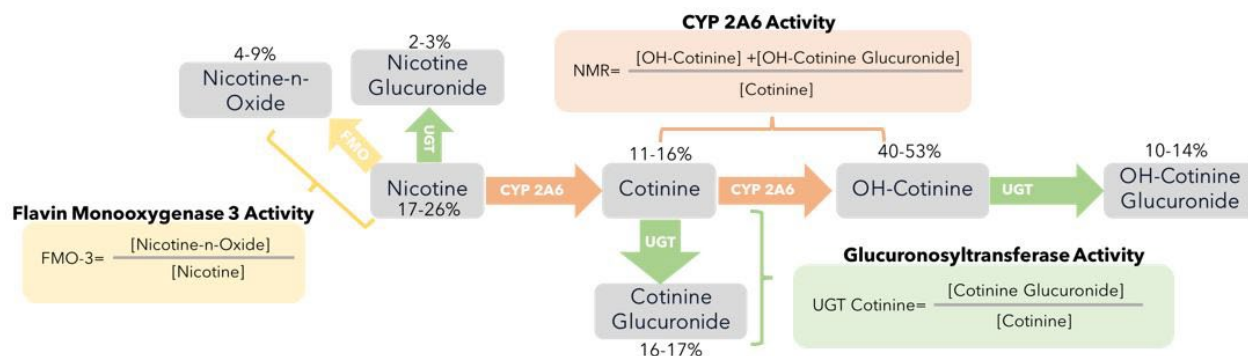 CYP 2A6 Activity
NMR= [OH-Cotinine] +[OH-Cotinine Glucuronide]
[Cotinine]
4-9%
Nicotine-n-
Oxide
2-3%
Nicotine
Glucuronide
FMO
UGT
Nicotine
17-26%
CYP 2A6
11-16%
Cotinine
CYP 2A6
40-53%
OH-Cotinine
UGT
10-14%
OH-Cotinine
Glucuronide
Flavin Monooxygenase 3 Activity
FMO-3= [Nicotine-n-Oxide]
[Nicotine]
UGT
Cotinine
Glucuronide
16-17%
Glucuronosyltransferase Activity
UGT Cotinine= [Cotinine Glucuronide]
[Cotinine]